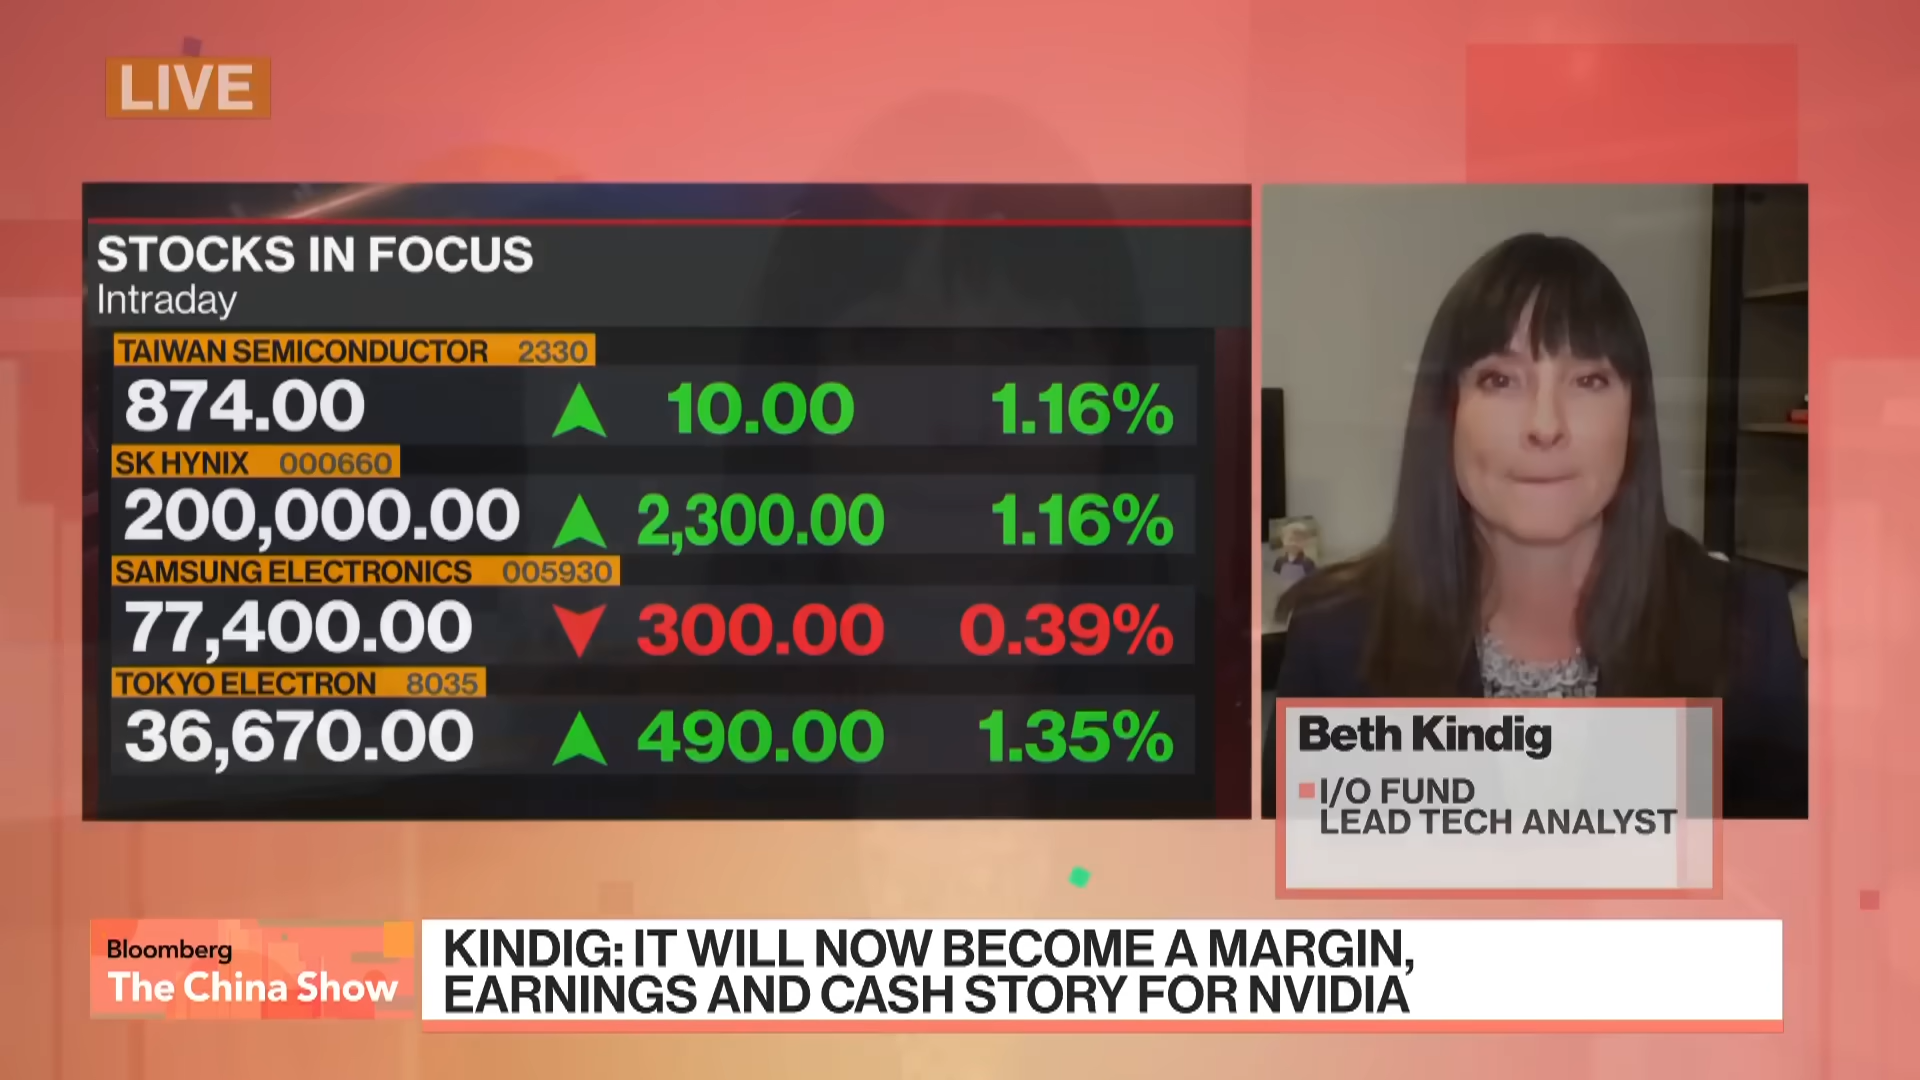 LIVE
STOCKS IN FOCUS
Intraday
TAIWAN SEMICONDUCTOR 2330
874.00 ▲ 10.00 1.16%
SK HYNIX 000660
200,000.00 ▲ 2,300.00 1.16%
SAMSUNG ELECTRONICS 005930
77,400.00 ▼ 300.00 0.39%
TOKYO ELECTRON 8035
36,670.00 ▲ 490.00 1.35%
Beth Kindig
I/O FUND
LEAD TECH ANALYST
Bloomberg
The China Show
KINDIG: IT WILL NOW BECOME A MARGIN,
EARNINGS AND CASH STORY FOR NVIDIA